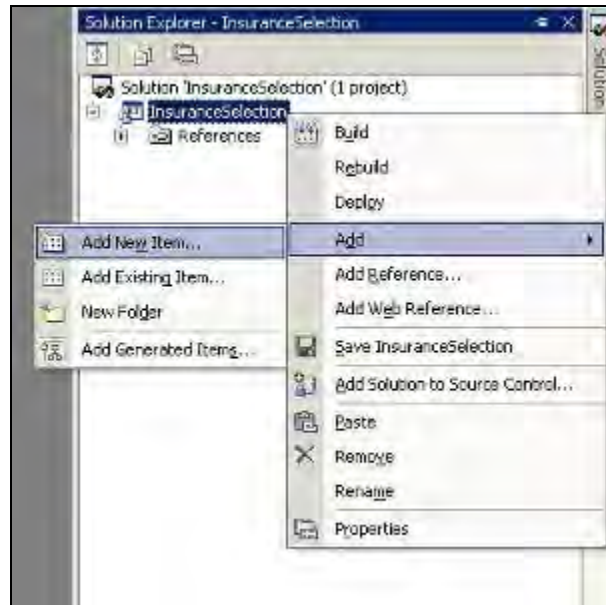 Solution Explorer - InsuranceSelection
Solution
Solution 'InsuranceSelection' (1 project)
InsuranceSelection
References
Build
Rebuild
Deploy
Add
Add Reference...
Add Web Reference...
Save InsuranceSelection
Add Solution to Source Control...
Paste
Remove
Rename
Properties
Add New Item...
Add Existing Item...
New Folder
Add Generated Items...